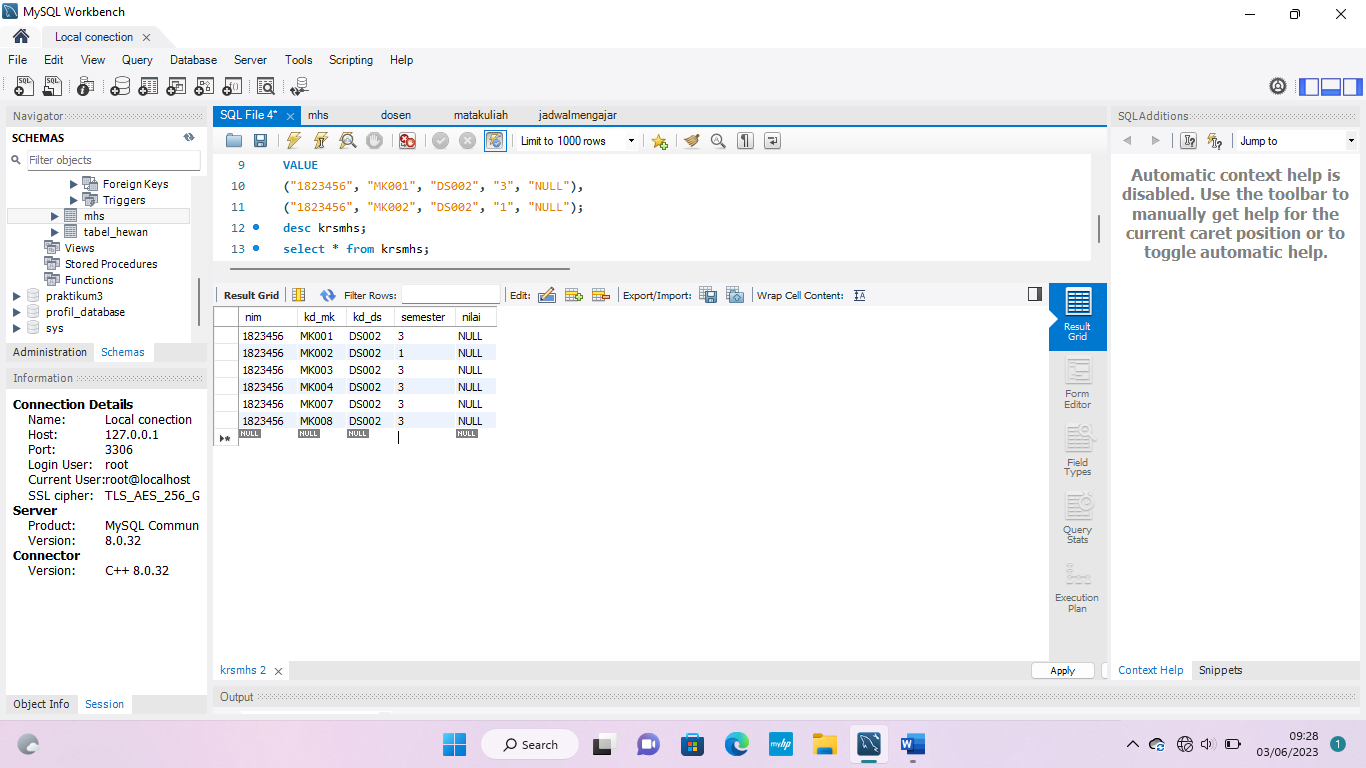 MySQL Workbench
Local conection
File Edit View Query Database Server Tools Scripting Help
Navigator
SCHEMAS
Filter objects
Foreign Keys
Triggers
mhs
tabel_hewan
Views
Stored Procedures
Functions
praktikum3
profil_database
sys
Administration Schemas
Information
Connection Details
Name: Local conection
Host: 127.0.0.1
Port: 3306
Login User: root
Current User:root@localhost
SSL cipher: TLS_AES_256_G
Server
Product: MySQL Commun
Version: 8.0.32
Connector
Version: C++ 8.0.32
Object Info Session
SQL File 4* mhs dosen matakuliah jadwalmengajar
Limit to 1000 rows
9 VALUE
10 ("1823456", "MK001", "DS002", "3", "NULL"),
11 ("1823456", "MK002", "DS002", "1", "NULL");
12 desc krsmhs;
13 select * from krsmhs;
Result Grid Filter Rows: Edit: Export/Import: Wrap Cell Content:
nim kd_mk kd_ds semester nilai
1823456 MK001 DS002 3 NULL
1823456 MK002 DS002 1 NULL
1823456 MK003 DS002 3 NULL
1823456 MK004 DS002 3 NULL
1823456 MK007 DS002 3 NULL
1823456 MK008 DS002 3 NULL
NULL NULL NULL NULL
Result
Grid
Form
Editor
Field
Types
Query
Stats
Execution
Plan
krsmhs 2
Apply
Output
SQLAdditions
Jump to
Automatic context help is
disabled. Use the toolbar to
manually get help for the
current caret position or to
toggle automatic help.
Context Help Snippets
Search
myhp
09:28
03/06/2023
1